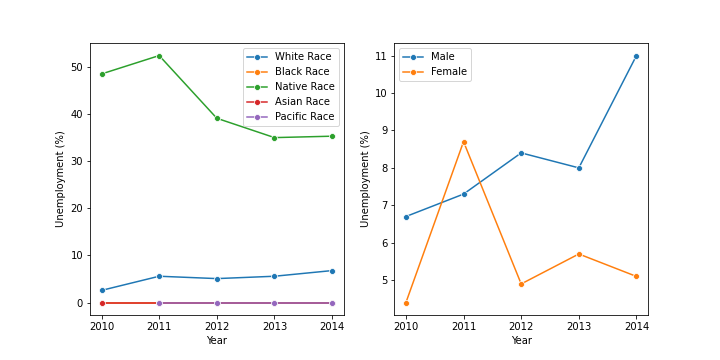 White Race
Black Race
Native Race
Asian Race
Pacific Race
Unemployment (%)
50
40
30
20
10
0
2010 2011 2012 2013 2014
Year
Male
Female
Unemployment (%)
11
10
9
8
7
6
5
2010 2011 2012 2013 2014
Year